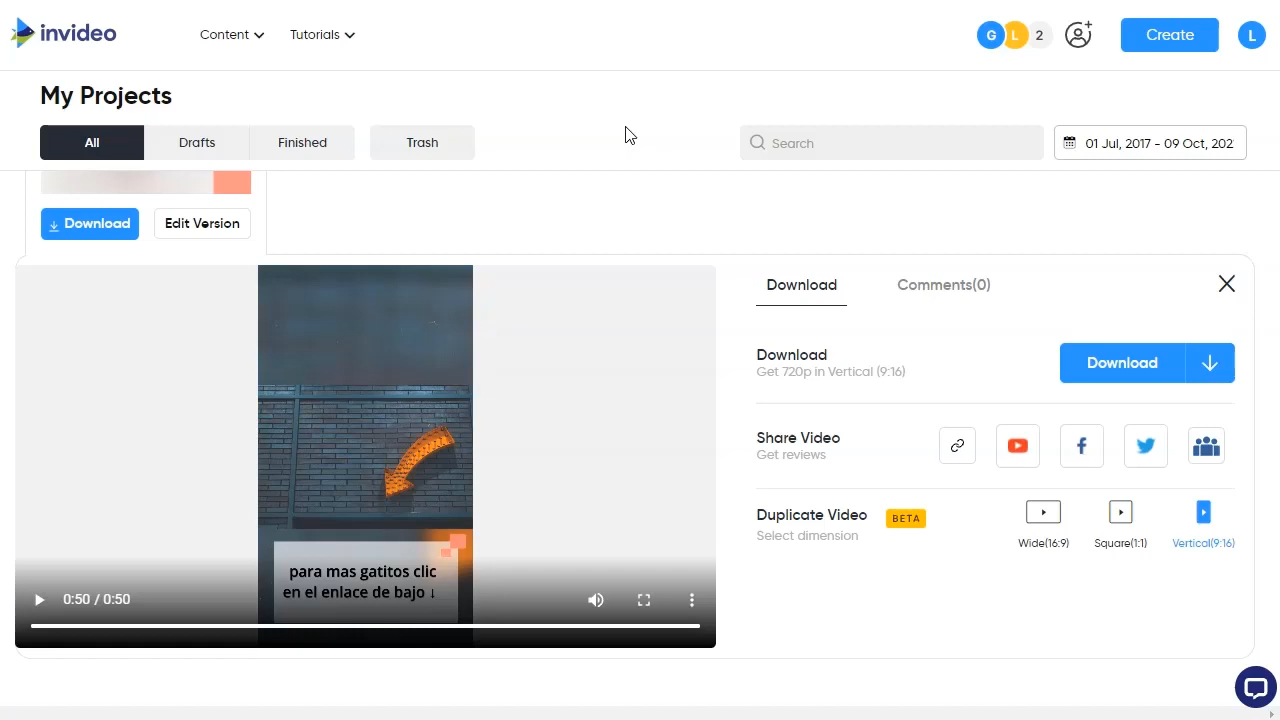 invideo
Content
Tutorials
G
L
2
Create
L
My Projects
All
Drafts
Finished
Trash
Search
01 Jul, 2017 - 09 Oct, 202
Download
Edit Version
Download
Comments(0)
Download
Get 720p in Vertical (9:16)
Download
Share Video
Get reviews
Duplicate Video
BETA
Select dimension
Wide(16:9)
Square(1:1)
Vertical(9:16)
para mas gatitos clic
en el enlace de bajo ↓
0:50 / 0:50